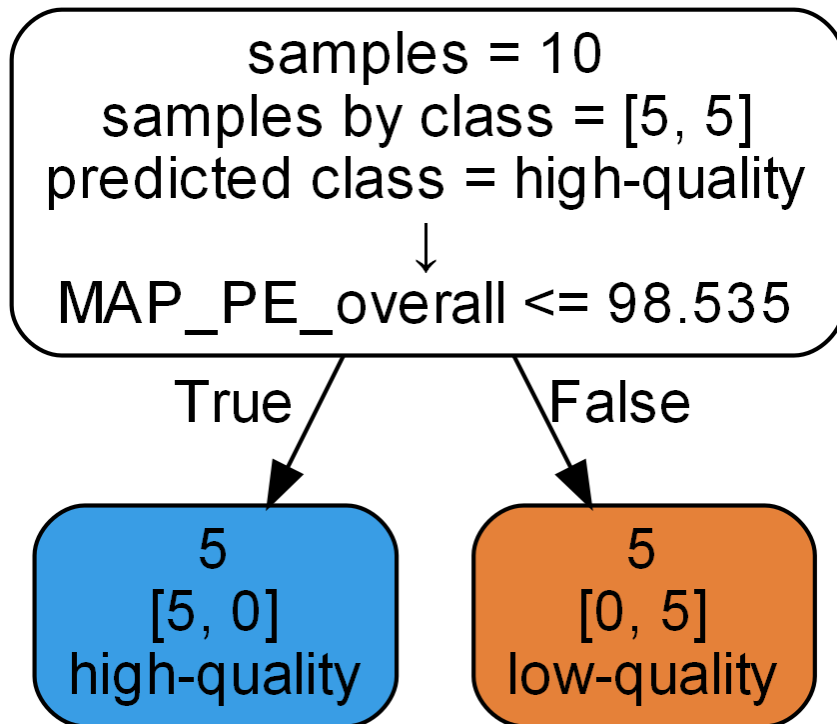 samples = 10
samples by class = [5, 5]
predicted class = high-quality
↓
MAP_PE_overall <= 98.535
True
False
5
[5, 0]
high-quality
5
[0, 5]
low-quality